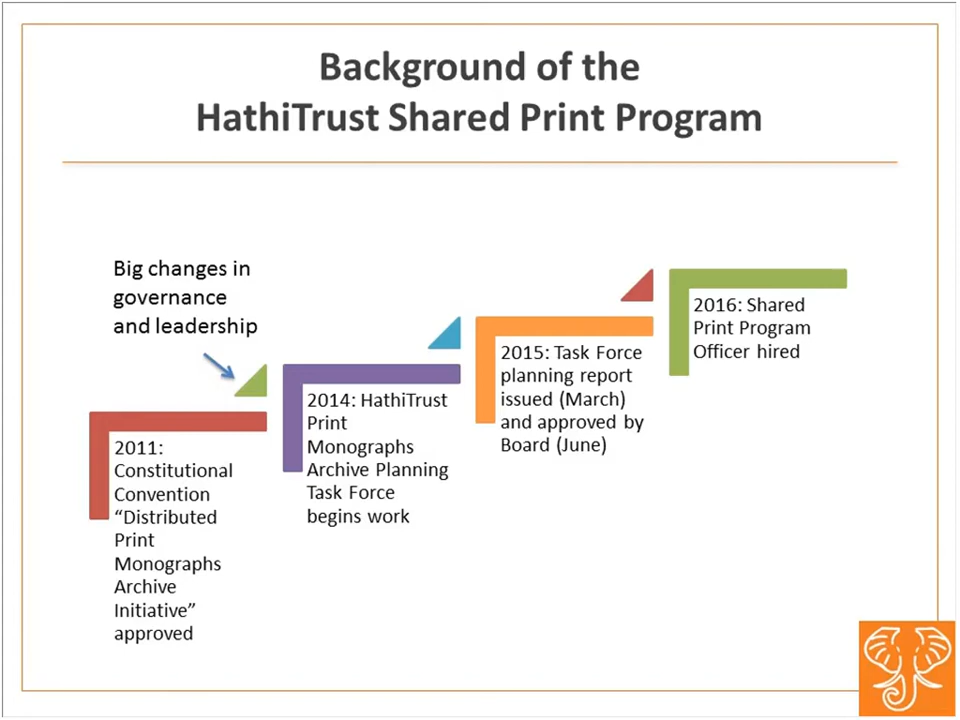 Background of the
HathiTrust Shared Print Program
Big changes in
governance
and leadership
2011:
Constitutional
Convention
“Distributed
Print
Monographs
Archive
Initiative”
approved
2014: HathiTrust
Print
Monographs
Archive Planning
Task Force
begins work
2015: Task Force
planning report
issued (March)
and approved by
Board (June)
2016: Shared
Print Program
Officer hired